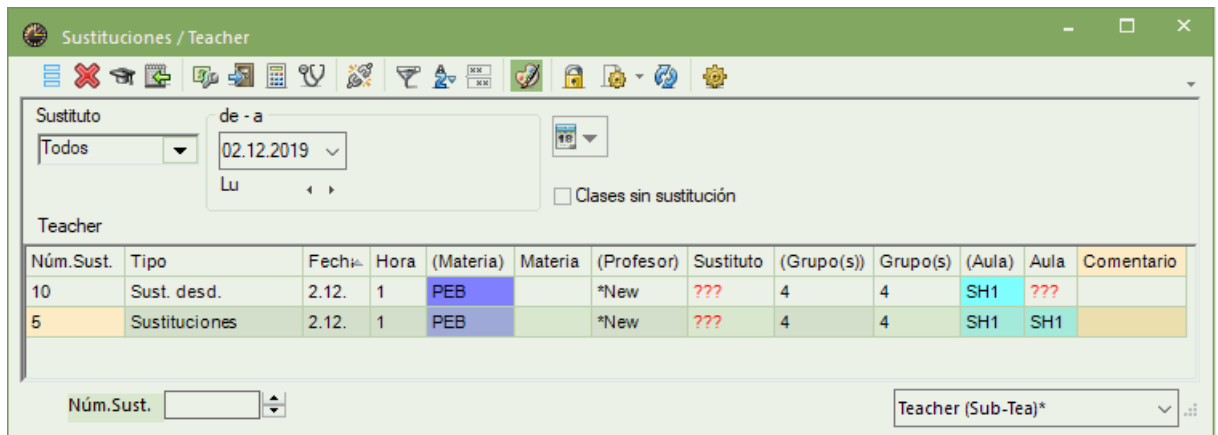 Sustituciones / Teacher
Sustituto
de - a
Todos
02.12.2019
Lu
Clases sin sustitución
Teacher
Núm.Sust. Tipo Fech Hora (Materia) Materia (Profesor) Sustituto (Grupo(s)) Grupo(s) (Aula) Aula Comentario
10 Sust. desd. 2.12. 1 PEB *New ??? 4 4 SH1 ???
5 Sustituciones 2.12. 1 PEB *New ??? 4 4 SH1 SH1
Núm.Sust.
Teacher (Sub-Tea)*